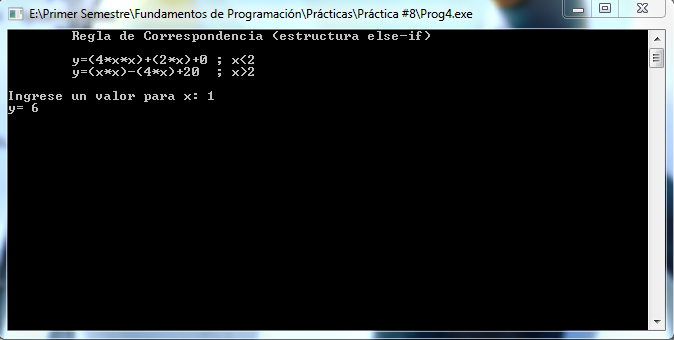 E:\Primer Semestre\Fundamentos de Programación\Prácticas\Práctica #8\Prog4.exe
Regla de Correspondencia (estructura else-if)
y=(4*x*x)+(2*x)+0 ; x<2
y=(x*x)-(4*x)+20 ; x>2
Ingrese un valor para x: 1
y= 6